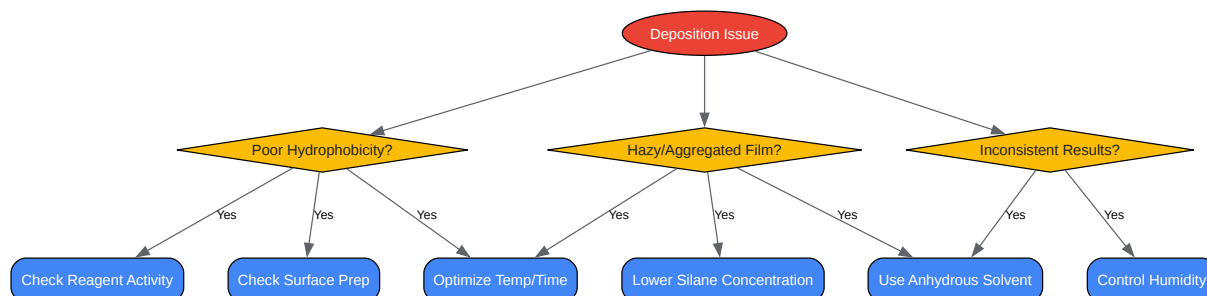 Deposition Issue
Poor Hydrophobicity?
Hazy/Aggregated Film?
Inconsistent Results?
Yes
Yes
Yes
Yes
Yes
Yes
Yes
Yes
Check Reagent Activity
Check Surface Prep
Optimize Temp/Time
Lower Silane Concentration
Use Anhydrous Solvent
Control Humidity